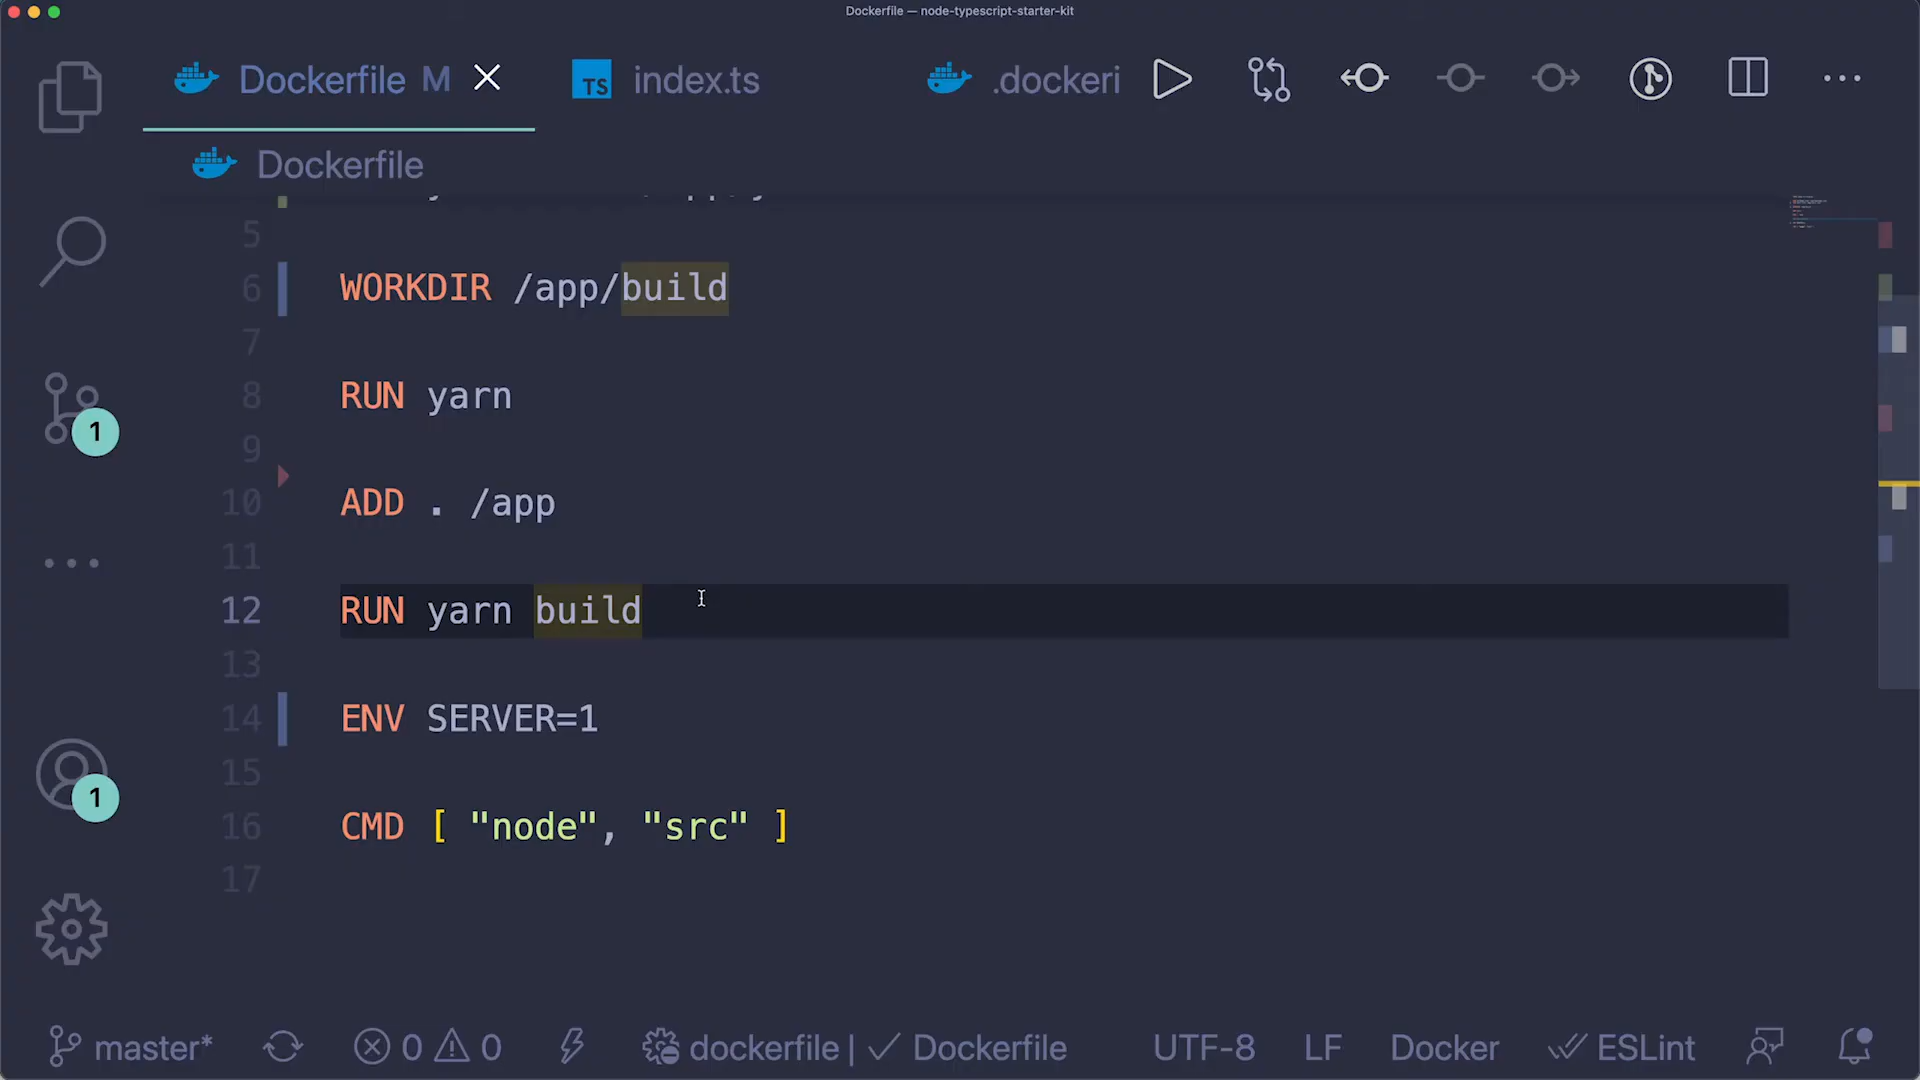 Dockerfile — node-typescript-starter-kit
Dockerfile M
TS index.ts
.dockeri
Dockerfile
5
6 WORKDIR /app/build
7
8 RUN yarn
9
10 ADD . /app
11
12 RUN yarn build
13
14 ENV SERVER=1
15
16 CMD [ "node", "src" ]
17
1
1
master* 0 0 dockerfile | Dockerfile UTF-8 LF Docker ESLint